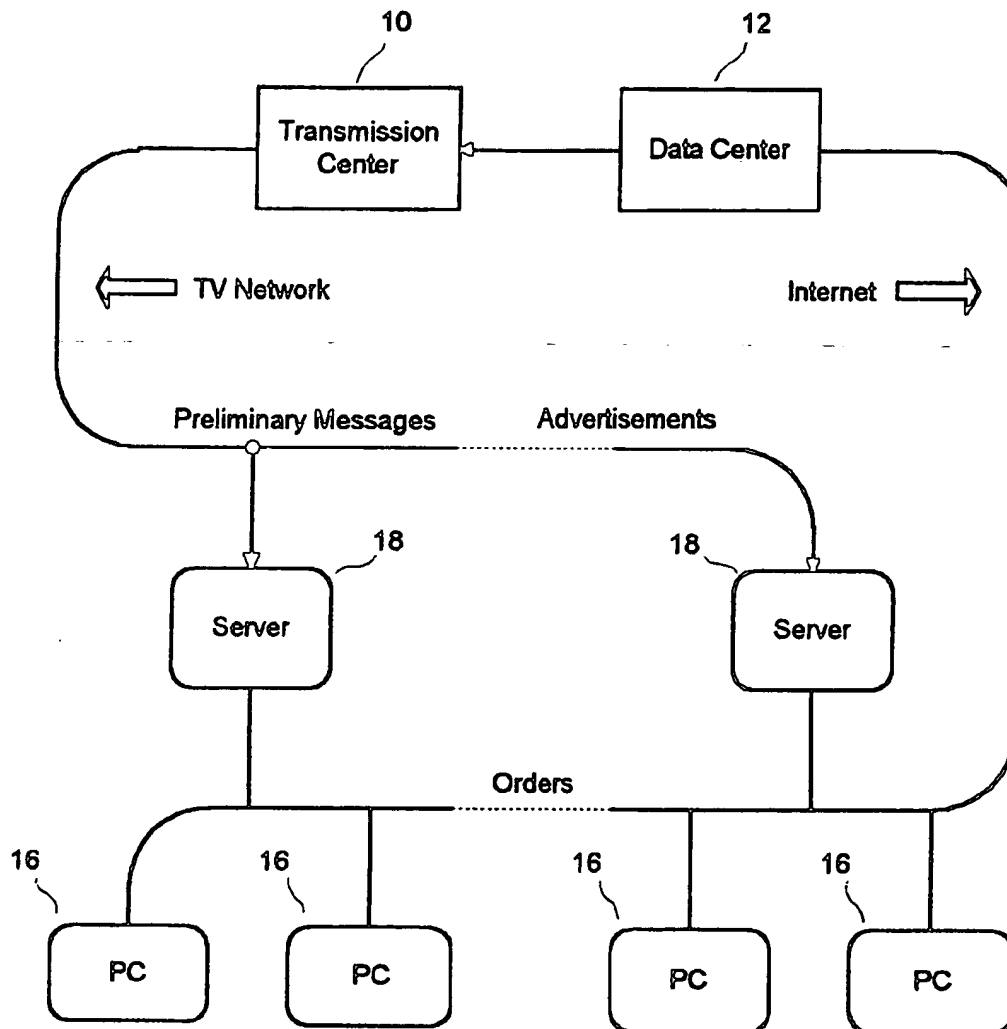 10
12
Transmission
Center
Data Center
TV Network
Internet
Preliminary Messages
Advertisements
18
18
Server
Server
Orders
16
16
16
16
PC
PC
PC
PC